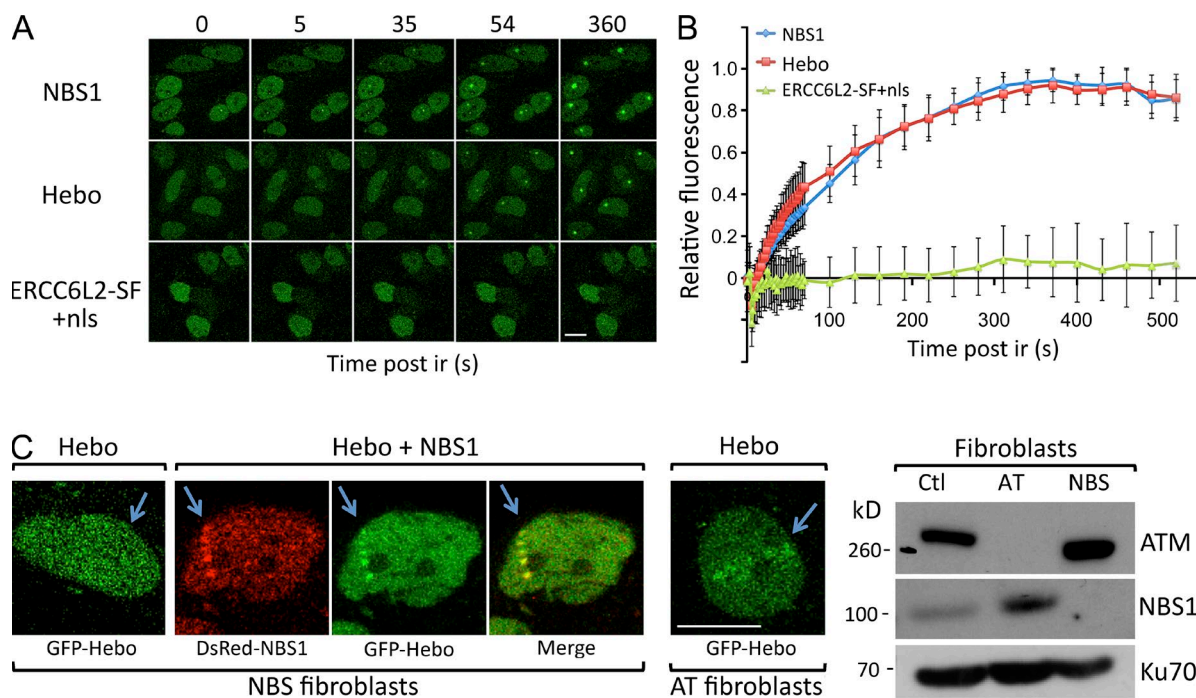 A
0 5 35 54 360
NBS1
Hebo
ERCC6L2-SF
+nls
Time post ir (s)
B
NBS1
Hebo
ERCC6L2-SF+nls
Relative fluorescence
1.0
0.8
0.6
0.4
0.2
0
0
100 200 300 400 500
Time post ir (s)
C
Hebo
Hebo + NBS1
Hebo
GFP-Hebo
DsRed-NBS1
GFP-Hebo
Merge
GFP-Hebo
NBS fibroblasts
AT fibroblasts
Fibroblasts
Ctl AT NBS
kD
260-
ATM
100 -
NBS1
70 -
Ku70